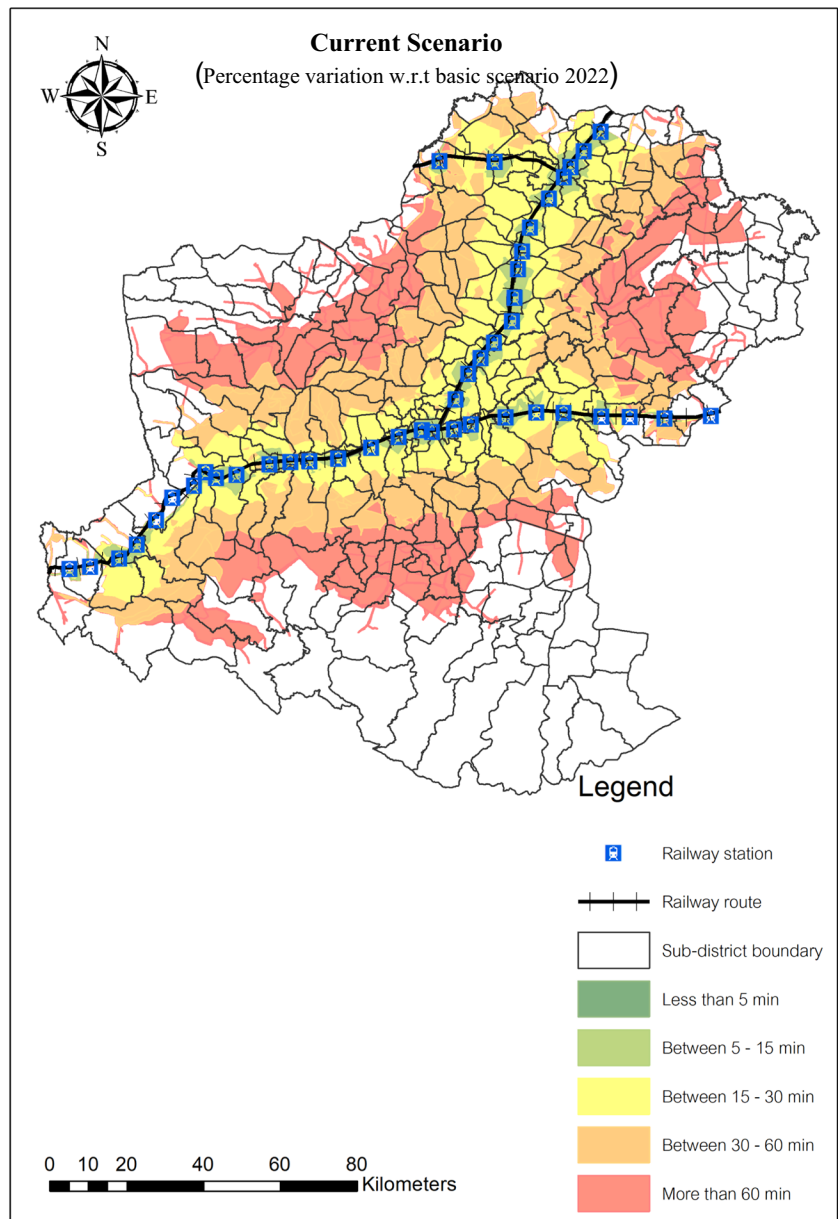 Current Scenario
(Percentage variation w.r.t basic scenario 2022)
N
W E
S
Legend
Railway station
Railway route
Sub-district boundary
Less than 5 min
Between 5 - 15 min
Between 15 - 30 min
Between 30 - 60 min
More than 60 min
0 10 20 40 60 80
Kilometers